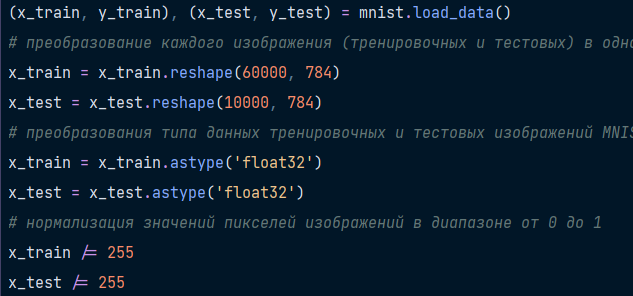 (x_train, y_train), (x_test, y_test) = mnist.load_data()
# преобразование каждого изображения (тренировочных и тестовых) в
x_train = x_train.reshape(60000, 784)
x_test = x_test.reshape(10000, 784)
# преобразования типа данных тренировочных и тестовых изображений
x_train = x_train.astype('float32')
x_test = x_test.astype('float32')
# нормализация значений пикселей изображений в диапазоне от 0 до 1
x_train /= 255
x_test /= 255